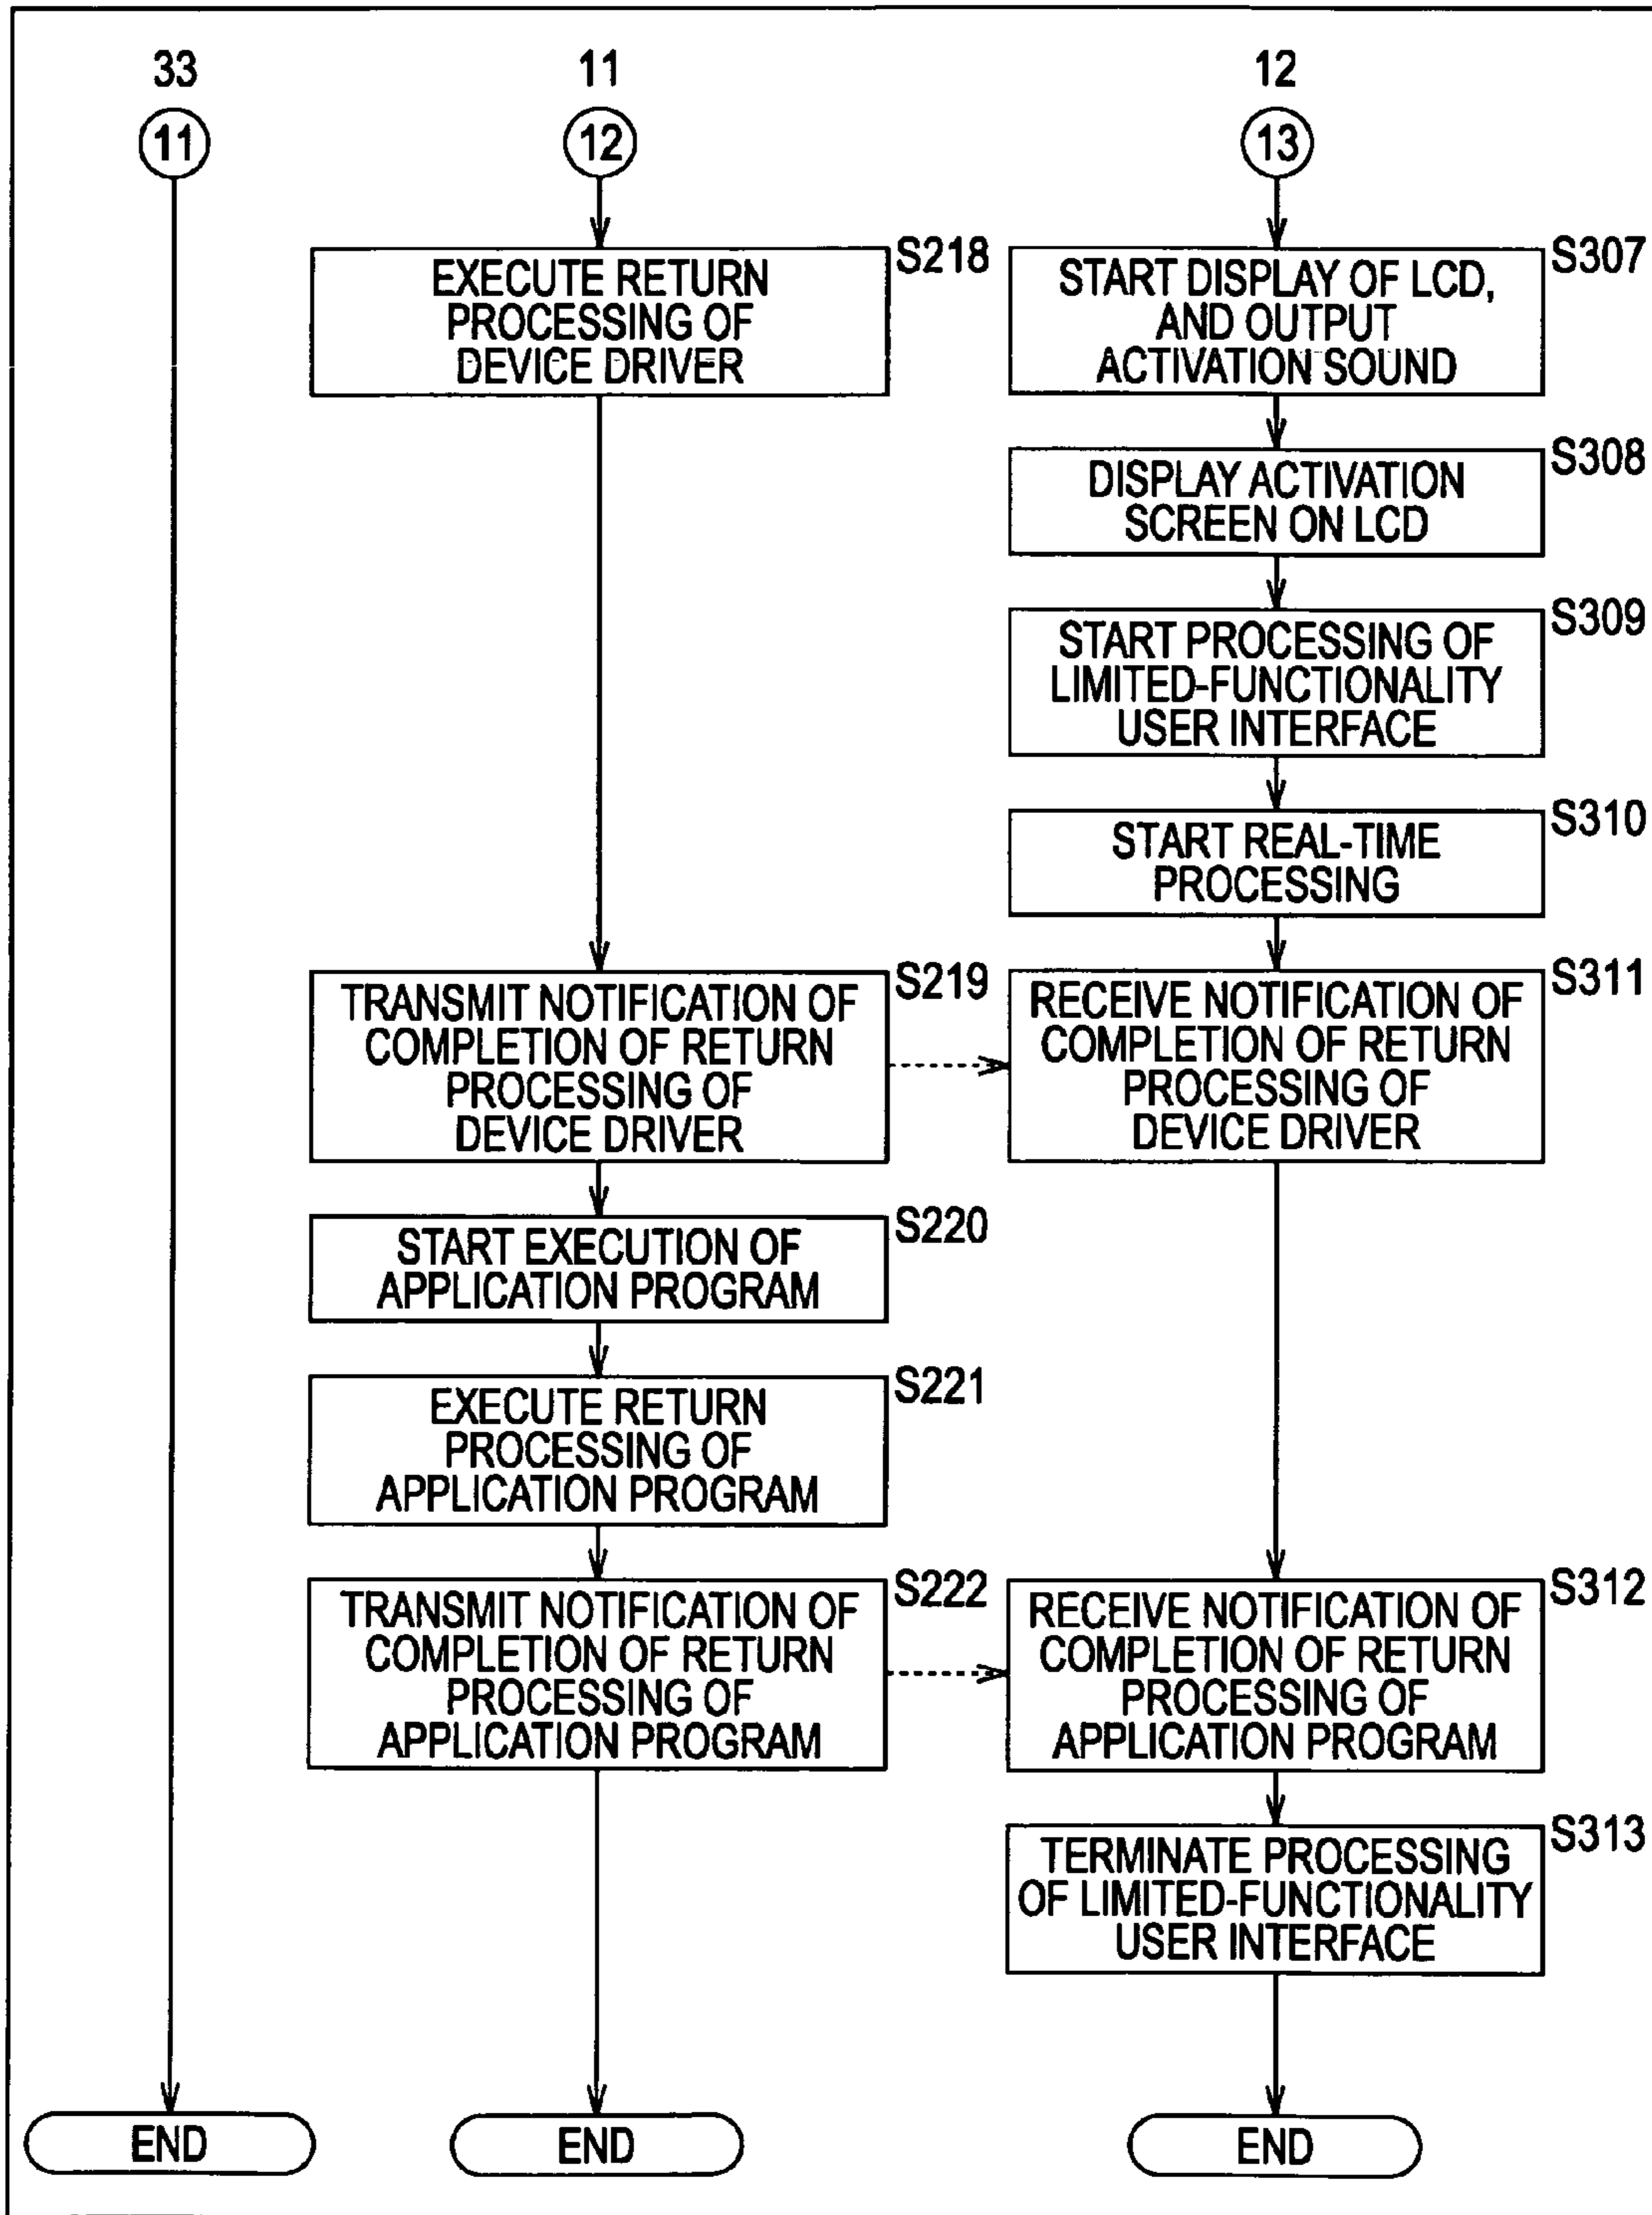 33
11
12
11
12
13
EXECUTE RETURN
PROCESSING OF
DEVICE DRIVER
S218
START DISPLAY OF LCD,
AND OUTPUT
ACTIVATION SOUND
S307
DISPLAY ACTIVATION
SCREEN ON LCD
S308
START PROCESSING OF
LIMITED-FUNCTIONALITY
USER INTERFACE
S309
START REAL-TIME
PROCESSING
S310
TRANSMIT NOTIFICATION OF
COMPLETION OF RETURN
PROCESSING OF
DEVICE DRIVER
S219
RECEIVE NOTIFICATION OF
COMPLETION OF RETURN
PROCESSING OF
DEVICE DRIVER
S311
START EXECUTION OF
APPLICATION PROGRAM
S220
EXECUTE RETURN
PROCESSING OF
APPLICATION PROGRAM
S221
TRANSMIT NOTIFICATION OF
COMPLETION OF RETURN
PROCESSING OF
APPLICATION PROGRAM
S222
RECEIVE NOTIFICATION OF
COMPLETION OF RETURN
PROCESSING OF
APPLICATION PROGRAM
S312
TERMINATE PROCESSING
OF LIMITED-FUNCTIONALITY
USER INTERFACE
S313
END
END
END